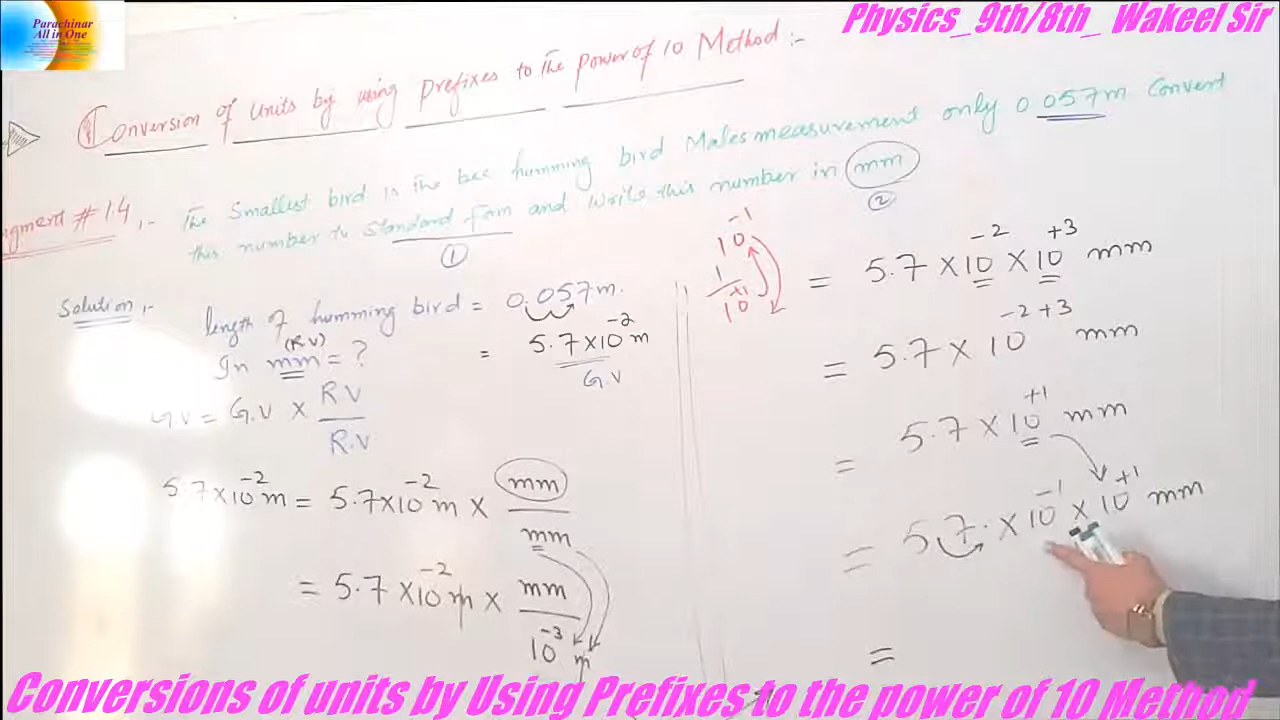 Parachinar
All in One
Physics_9th/8th_ Wakeel Sir
Conversion of units by using prefixes to the power of 10 Method:-
#1.4 :- The Smallest bird is the bee humming bird Males measurement only 0.057m Convert
this number to Standard Form and write this number in mm
① ②
Solution:-
length of humming bird = 0.057m.
= 5.7×10⁻² m
G.V
(R.V)
In mm = ?
G.V = G.V × R.V / R.V
5.7×10⁻² m = 5.7×10⁻² m × mm / mm
= 5.7×10⁻² m × mm / 10⁻³ m
10⁻¹
1 / 10⁺¹
= 5.7×10⁻² × 10⁺³ mm
= 5.7 × 10⁻²⁺³ mm
= 5.7 × 10⁺¹ mm
= 57. × 10⁻¹ × 10⁺¹ mm
=
Conversions of units by Using Prefixes to the power of 10 Method